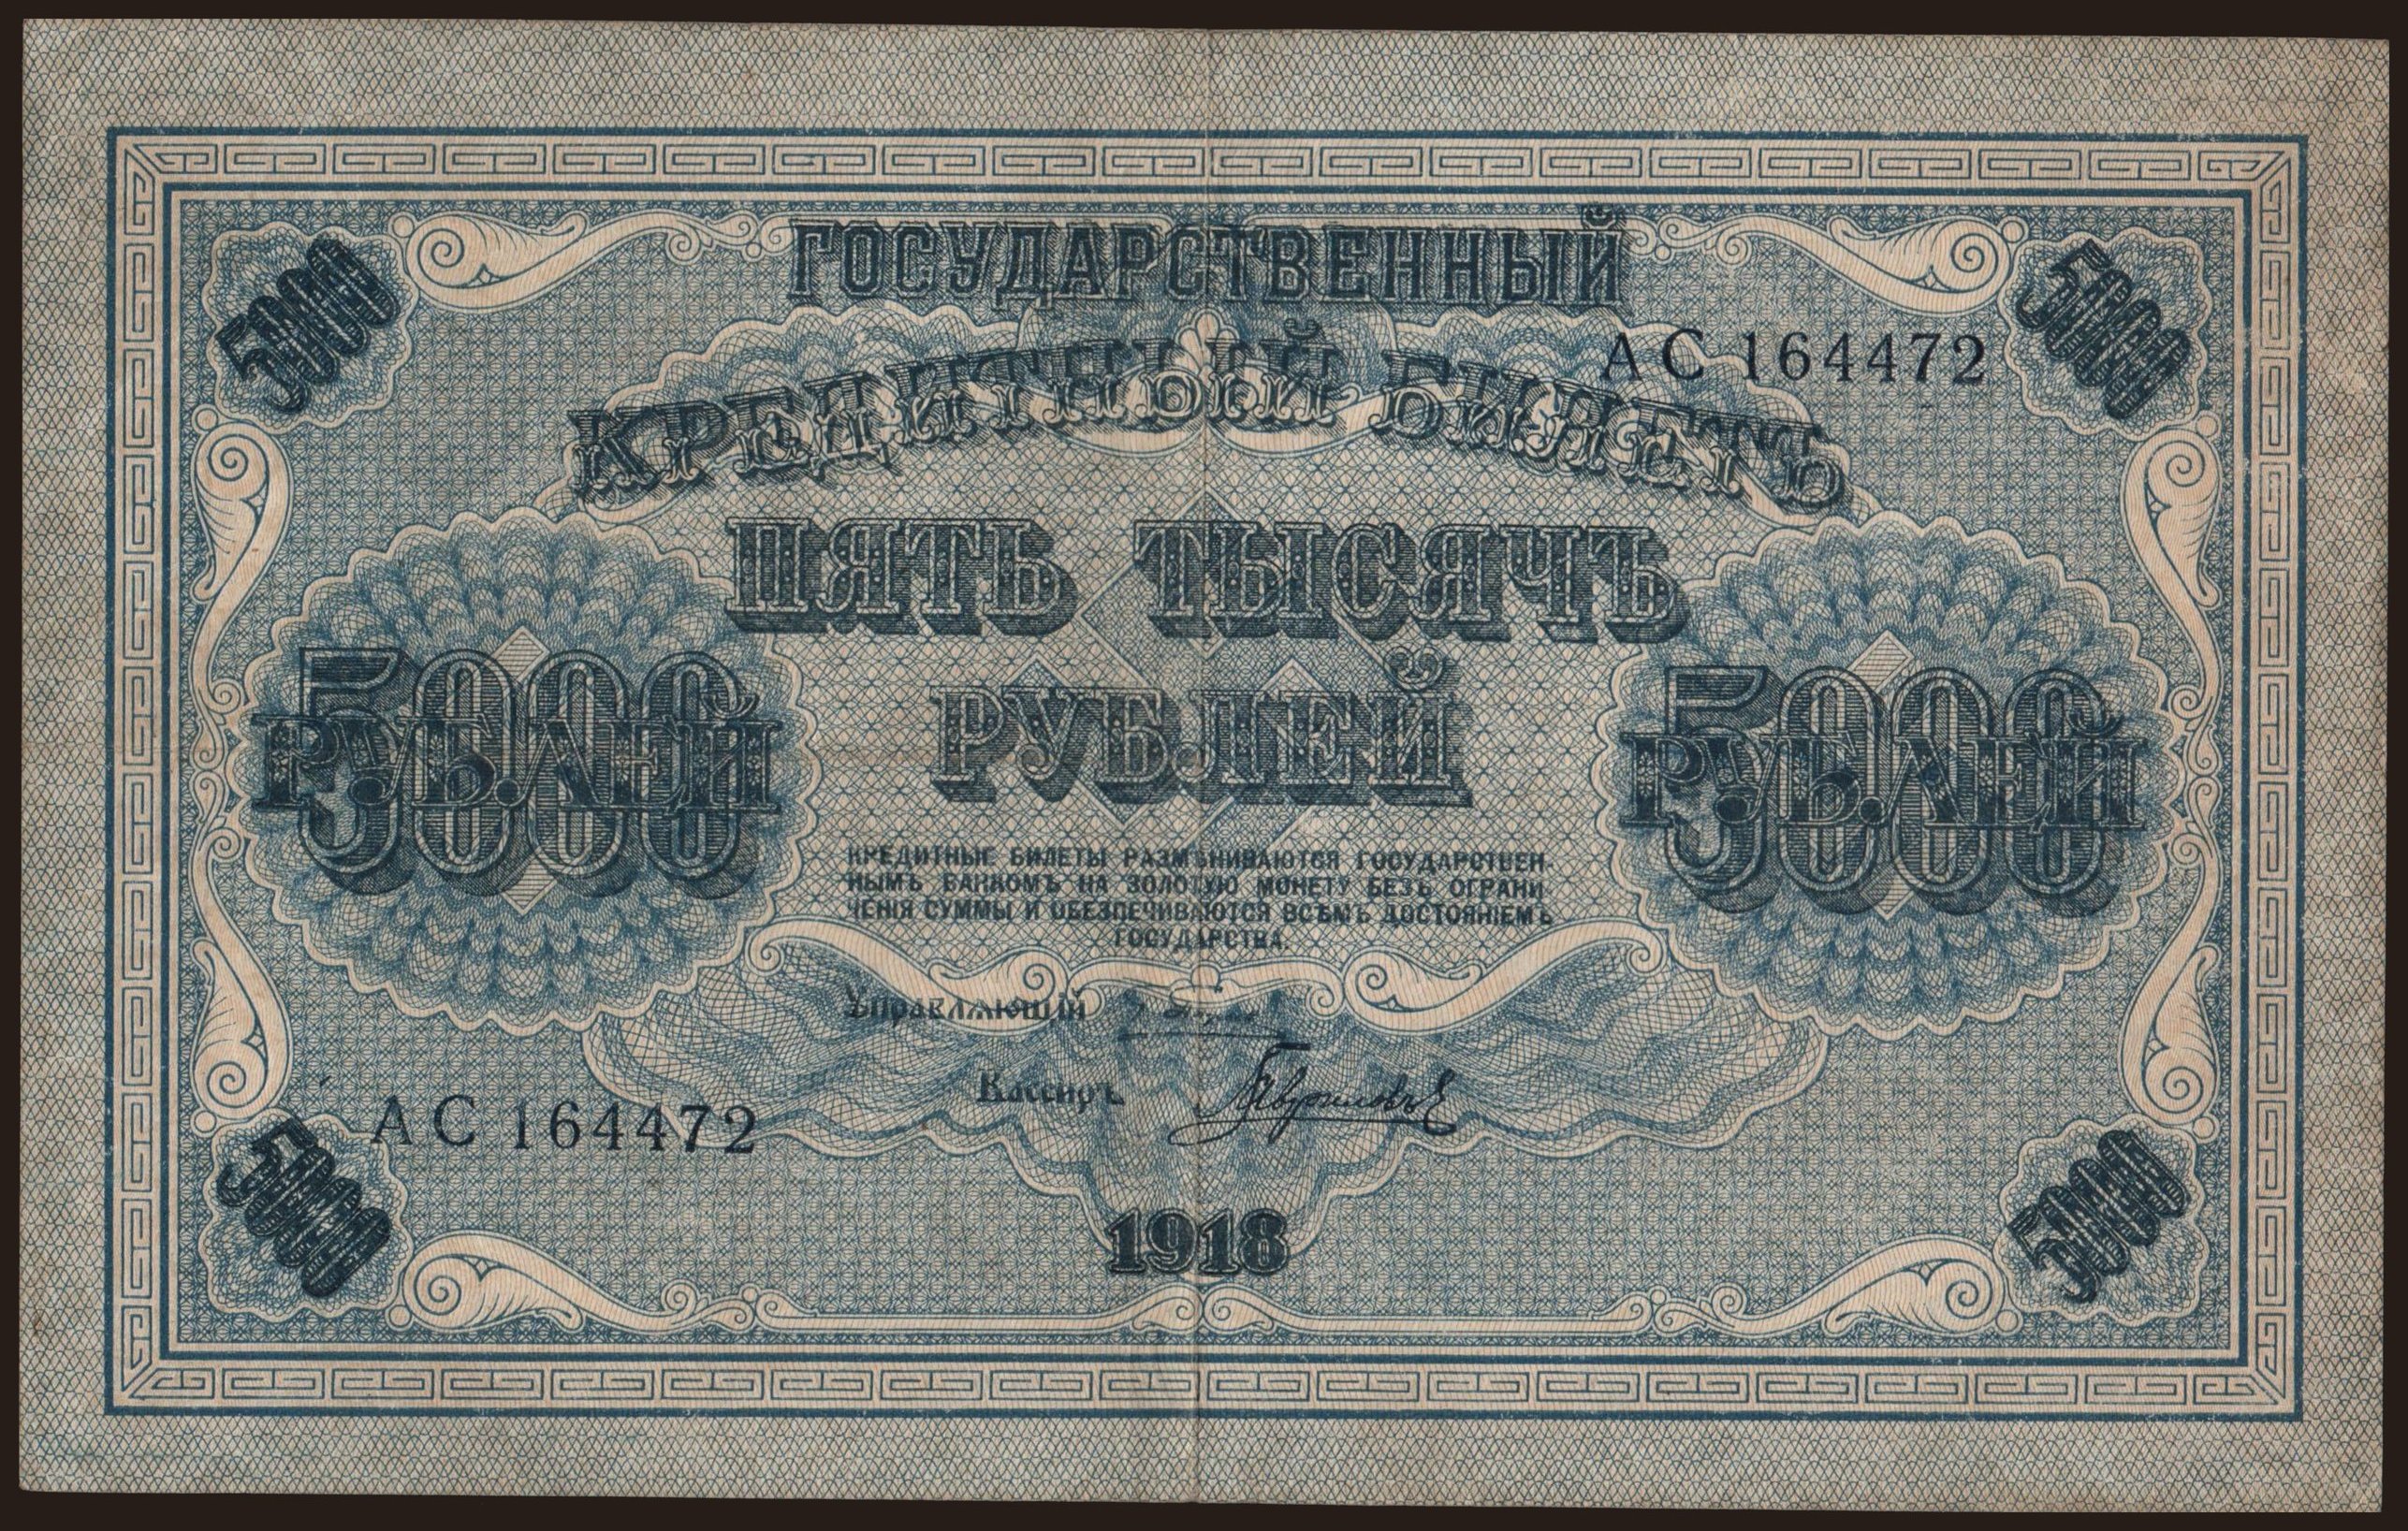 5000
ГОСУДАРСТВЕННЫЙ
5000
КРЕДИТНЫЙ БИЛЕТЪ
АС 164472
ПЯТЬ ТЫСЯЧЪ
РУБЛЕЙ
5000
РУБЛЕЙ
5000
РУБЛЕЙ
КРЕДИТНЫЕ БИЛЕТЫ РАЗМѢНИВАЮТСЯ ГОСУДАРСТВЕН-
НЫМЪ БАНКОМЪ НА ЗОЛОТУЮ МОНЕТУ БЕЗЪ ОГРАНИ
ЧЕНІЯ СУММЫ И ОБЕЗПЕЧИВАЮТСЯ ВСѢМЪ ДОСТОЯНІЕМЪ
ГОСУДАРСТВА.
Управляющій
Кассиръ
АС 164472
5000
1918
5000